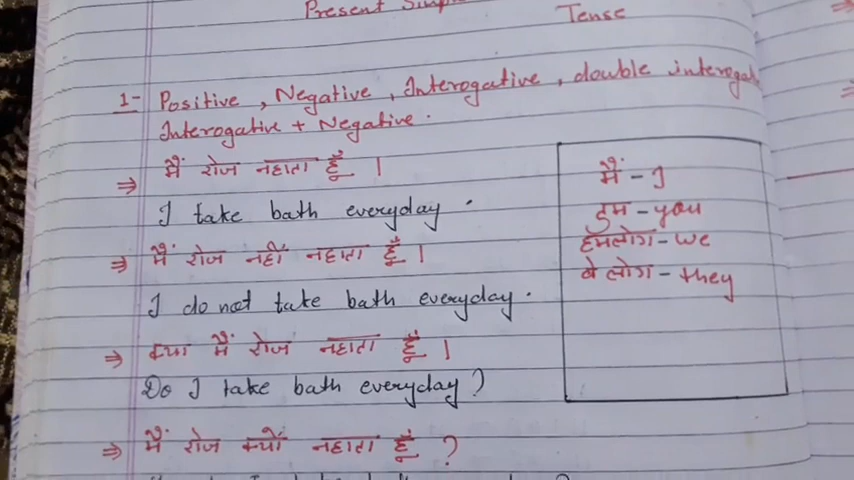 Present Simple
Tense
1- Positive, Negative, Interogative, double interogat
Interogative + Negative.
⇒ मैं रोज नहाता हूँ ।
I take bath everyday.
⇒ मैं रोज नहीं नहाता हूँ ।
I do not take bath everyday.
⇒ क्या मैं रोज नहाता हूँ ।
Do I take bath everyday?
⇒ मैं रोज क्यों नहाता हूँ ?
मैं - I
तुम - you
हमलोग - we
वे लोग - they